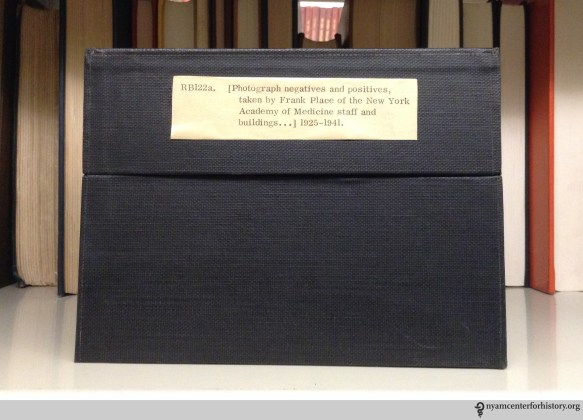 RB122a. [Photograph negatives and positives,
taken by Frank Place of the New York
Academy of Medicine staff and
buildings...] 1925-1941.
nyamcenterforhistory.org